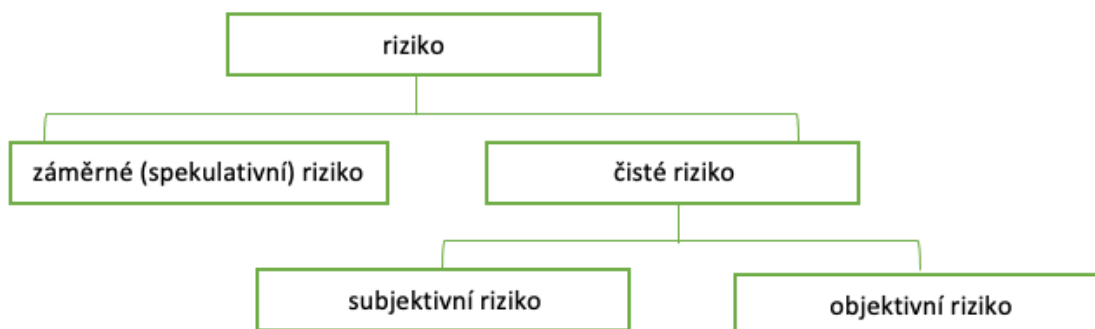 riziko
záměrné (spekulativní) riziko
čisté riziko
subjektivní riziko
objektivní riziko